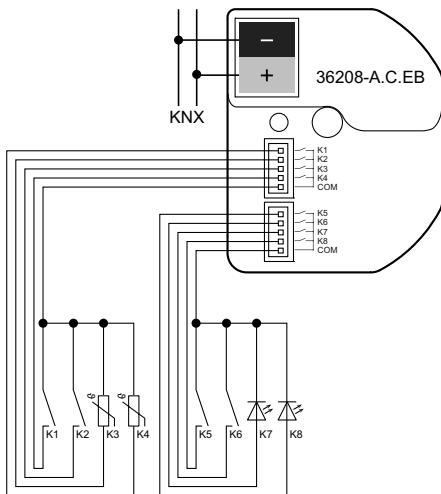 −
+
36208-A.C.EB
KNX
K1
K2
K3
K4
COM
K5
K6
K7
K8
COM
K1 K2 K3 K4 K5 K6 K7 K8